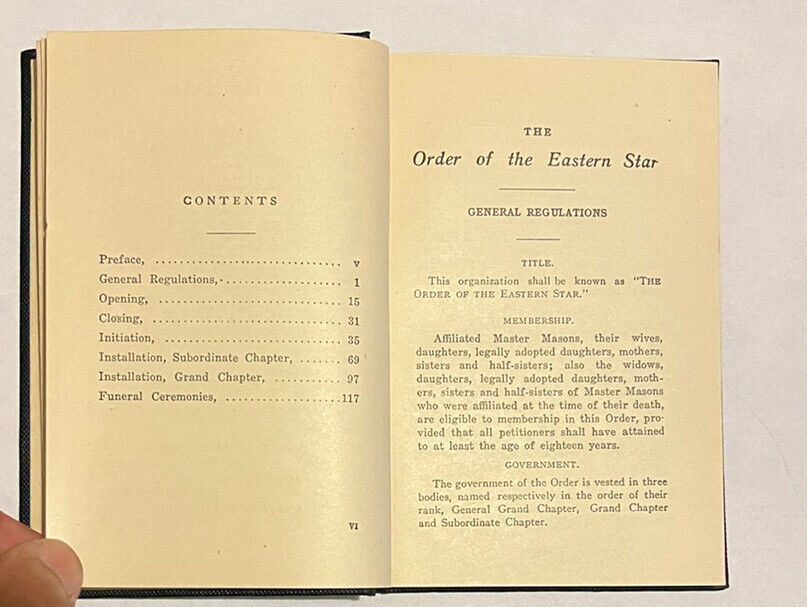 CONTENTS
Preface, .............................. v
General Regulations, .................... 1
Opening, .............................. 15
Closing, .............................. 31
Initiation, .............................. 35
Installation, Subordinate Chapter, ....... 69
Installation, Grand Chapter, ........... 97
Funeral Ceremonies, ...................117
VI
THE
Order of the Eastern Star
GENERAL REGULATIONS
TITLE.
This organization shall be known as "THE
ORDER OF THE EASTERN STAR."
MEMBERSHIP.
Affiliated Master Masons, their wives,
daughters, legally adopted daughters, mothers,
sisters and half-sisters; also the widows,
daughters, legally adopted daughters, moth-
ers, sisters and half-sisters of Master Masons
who were affiliated at the time of their death,
are eligible to membership in this Order, pro-
vided that all petitioners shall have attained
to at least the age of eighteen years.
GOVERNMENT.
The government of the Order is vested in three
bodies, named respectively in the order of their
rank, General Grand Chapter, Grand Chapter
and Subordinate Chapter.